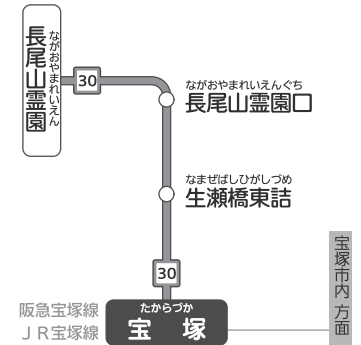 ながおやまれいえん
長尾山霊園
30
ながおやまれいえんぐち
長尾山霊園口
なまぜばしひがしづめ
生瀬橋東詰
30
宝塚市内 方面
阪急宝塚線
JR宝塚線
たからづか
宝塚